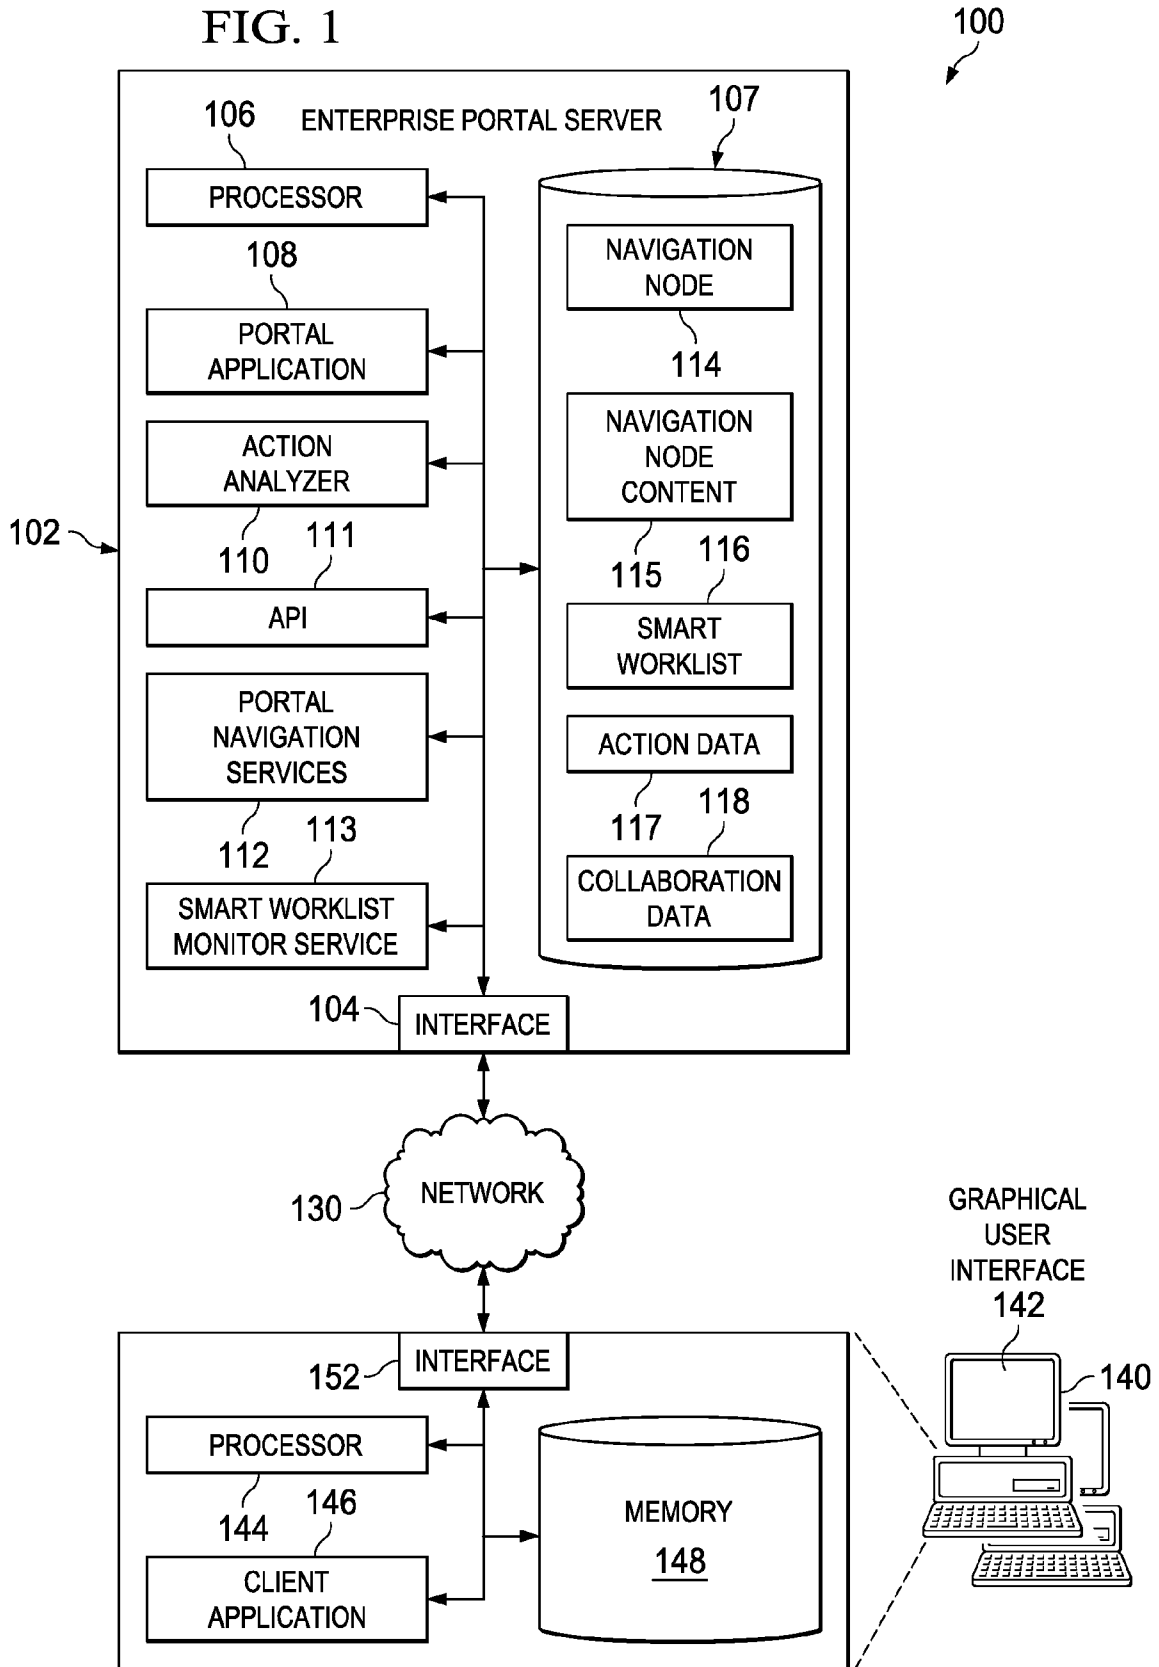 FIG. 1
100
ENTERPRISE PORTAL SERVER
106
107
PROCESSOR
108
PORTAL
APPLICATION
ACTION
ANALYZER
102
110
111
API
PORTAL
NAVIGATION
SERVICES
112
113
SMART WORKLIST
MONITOR SERVICE
NAVIGATION
NODE
114
NAVIGATION
NODE
CONTENT
115
116
SMART
WORKLIST
ACTION DATA
117
118
COLLABORATION
DATA
104
INTERFACE
NETWORK
130
GRAPHICAL
USER
INTERFACE
142
140
152
INTERFACE
PROCESSOR
144
146
CLIENT
APPLICATION
MEMORY
148